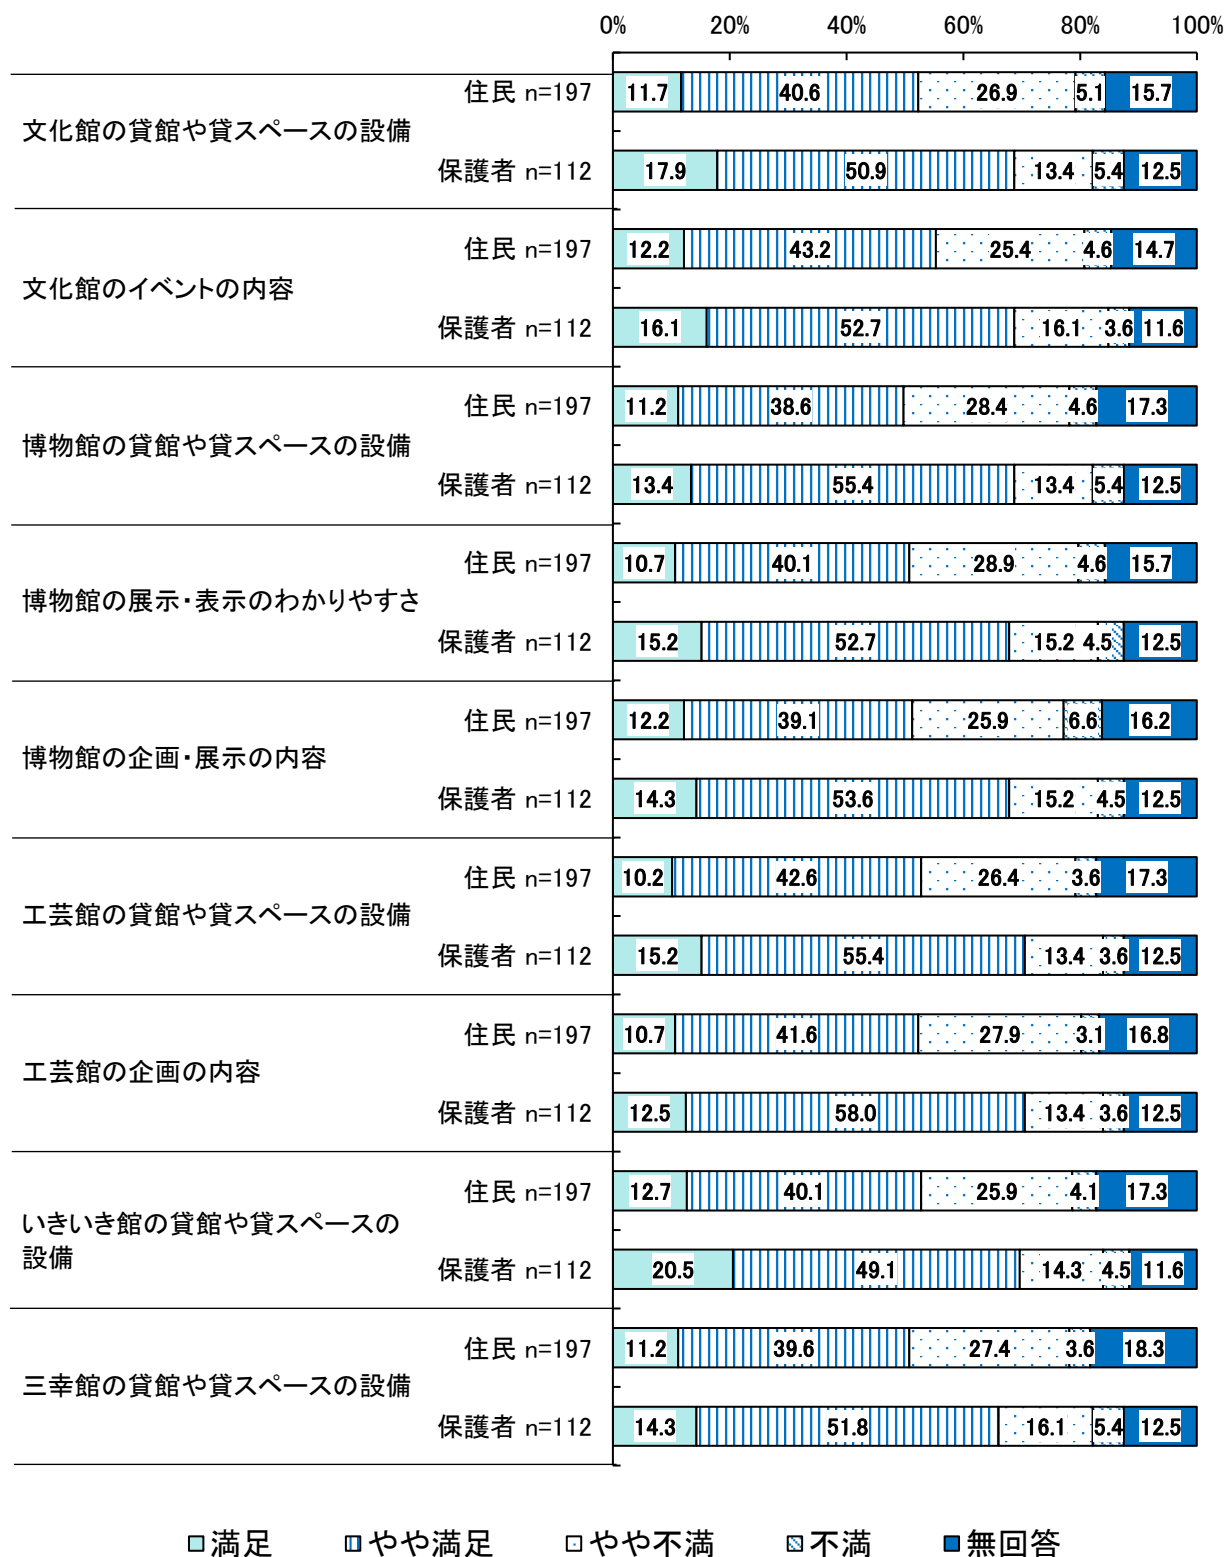 0% 20% 40% 60% 80% 100%
文化館の貸館や貸スペースの設備
住民 n=197 11.7 40.6 26.9 5.1 15.7
保護者 n=112 17.9 50.9 13.4 5.4 12.5
文化館のイベントの内容
住民 n=197 12.2 43.2 25.4 4.6 14.7
保護者 n=112 16.1 52.7 16.1 3.6 11.6
博物館の貸館や貸スペースの設備
住民 n=197 11.2 38.6 28.4 4.6 17.3
保護者 n=112 13.4 55.4 13.4 5.4 12.5
博物館の展示・表示のわかりやすさ
住民 n=197 10.7 40.1 28.9 4.6 15.7
保護者 n=112 15.2 52.7 15.2 4.5 12.5
博物館の企画・展示の内容
住民 n=197 12.2 39.1 25.9 6.6 16.2
保護者 n=112 14.3 53.6 15.2 4.5 12.5
工芸館の貸館や貸スペースの設備
住民 n=197 10.2 42.6 26.4 3.6 17.3
保護者 n=112 15.2 55.4 13.4 3.6 12.5
工芸館の企画の内容
住民 n=197 10.7 41.6 27.9 3.1 16.8
保護者 n=112 12.5 58.0 13.4 3.6 12.5
いきいき館の貸館や貸スペースの
設備
住民 n=197 12.7 40.1 25.9 4.1 17.3
保護者 n=112 20.5 49.1 14.3 4.5 11.6
三幸館の貸館や貸スペースの設備
住民 n=197 11.2 39.6 27.4 3.6 18.3
保護者 n=112 14.3 51.8 16.1 5.4 12.5
満足 やや満足 やや不満 不満 無回答